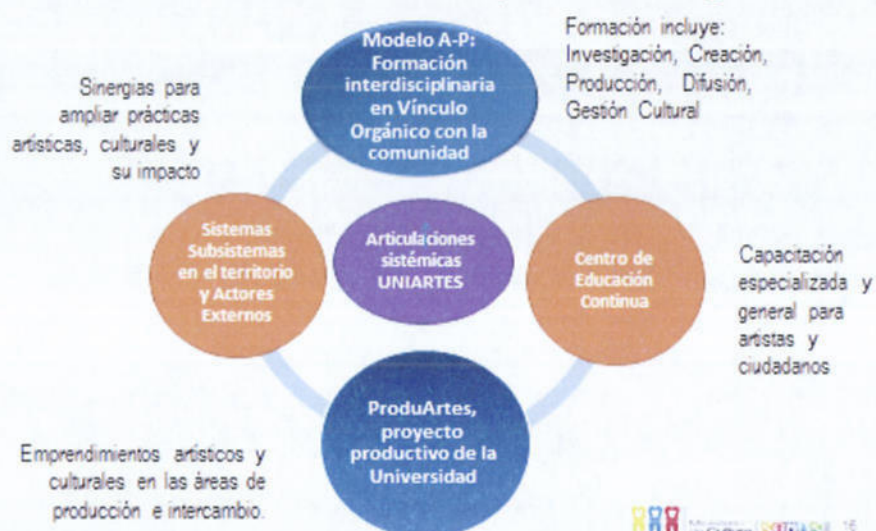 Modelo A-P:
Formación
interdisciplinaria
en Vínculo
Orgánico con la
comunidad
Formación incluye:
Investigación, Creación,
Producción, Difusión,
Gestión Cultural
Sinergias para
ampliar prácticas
artísticas, culturales y
su impacto
Sistemas
Subsistemas
en el territorio
y Actores
Externos
Articulaciones
sistémicas
UNIARTES
Centro de
Educación
Continua
Capacitación
especializada y
general para
artistas y
ciudadanos
ProduArtes,
proyecto
productivo de la
Universidad
Emprendimientos artísticos y
culturales en las áreas de
producción e intercambio.
16